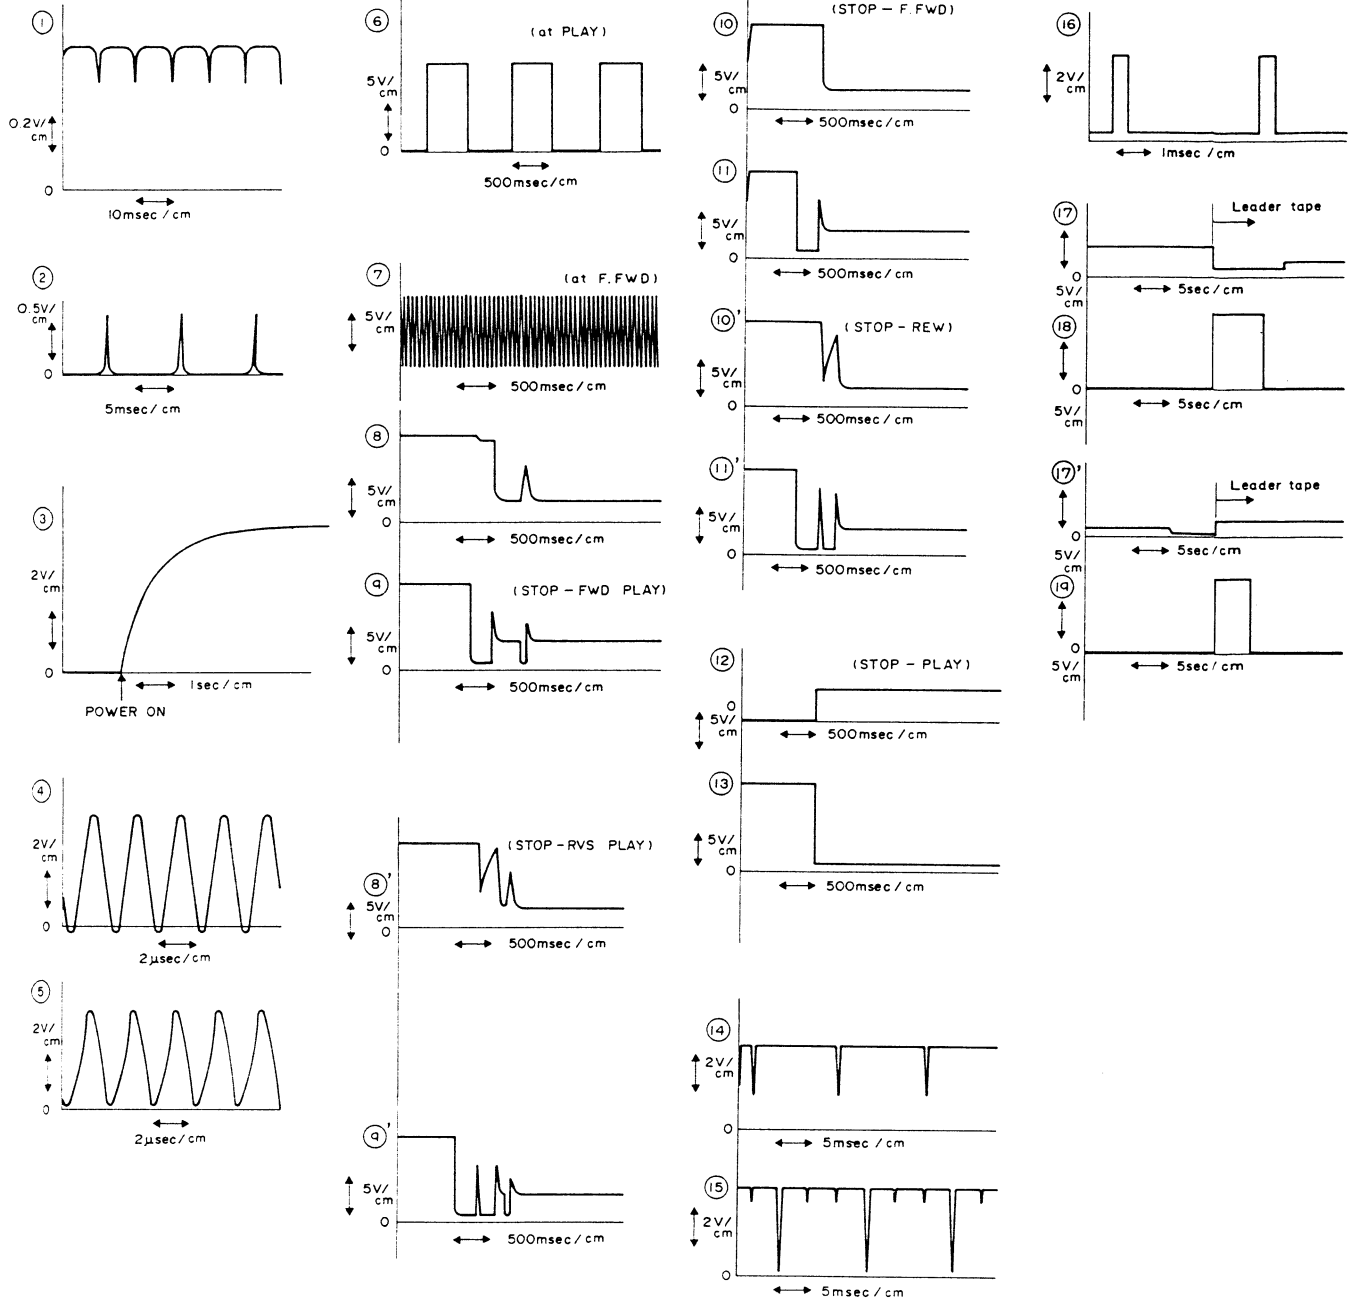 1
0.2V/
cm
0
10msec/cm
2
0.5V/
cm
0
5msec/cm
3
2V/
cm
0
1sec/cm
POWER ON
4
2V/
cm
0
2μsec/cm
5
2V/
cm
0
2μsec/cm
6
(at PLAY)
5V/
cm
0
500msec/cm
7
(at F.FWD)
5V/
cm
500msec/cm
8
5V/
cm
0
500msec/cm
9
(STOP-FWD PLAY)
5V/
cm
0
500msec/cm
(STOP-RVS PLAY)
8'
5V/
cm
0
500msec/cm
9'
5V/
cm
0
500msec/cm
(STOP-F.FWD)
10
5V/
cm
0
500msec/cm
11
5V/
cm
0
500msec/cm
10'
(STOP-REW)
5V/
cm
0
500msec/cm
11'
5V/
cm
0
500msec/cm
12
(STOP-PLAY)
0
5V/
cm
500msec/cm
13
5V/
cm
0
500msec/cm
14
2V/
cm
0
5msec/cm
15
2V/
cm
0
5msec/cm
16
2V/
cm
0
1msec/cm
17
Leader tape
0
5V/
cm
5sec/cm
18
0
5V/
cm
5sec/cm
17'
Leader tape
0
5V/
cm
5sec/cm
19
0
5V/
cm
5sec/cm